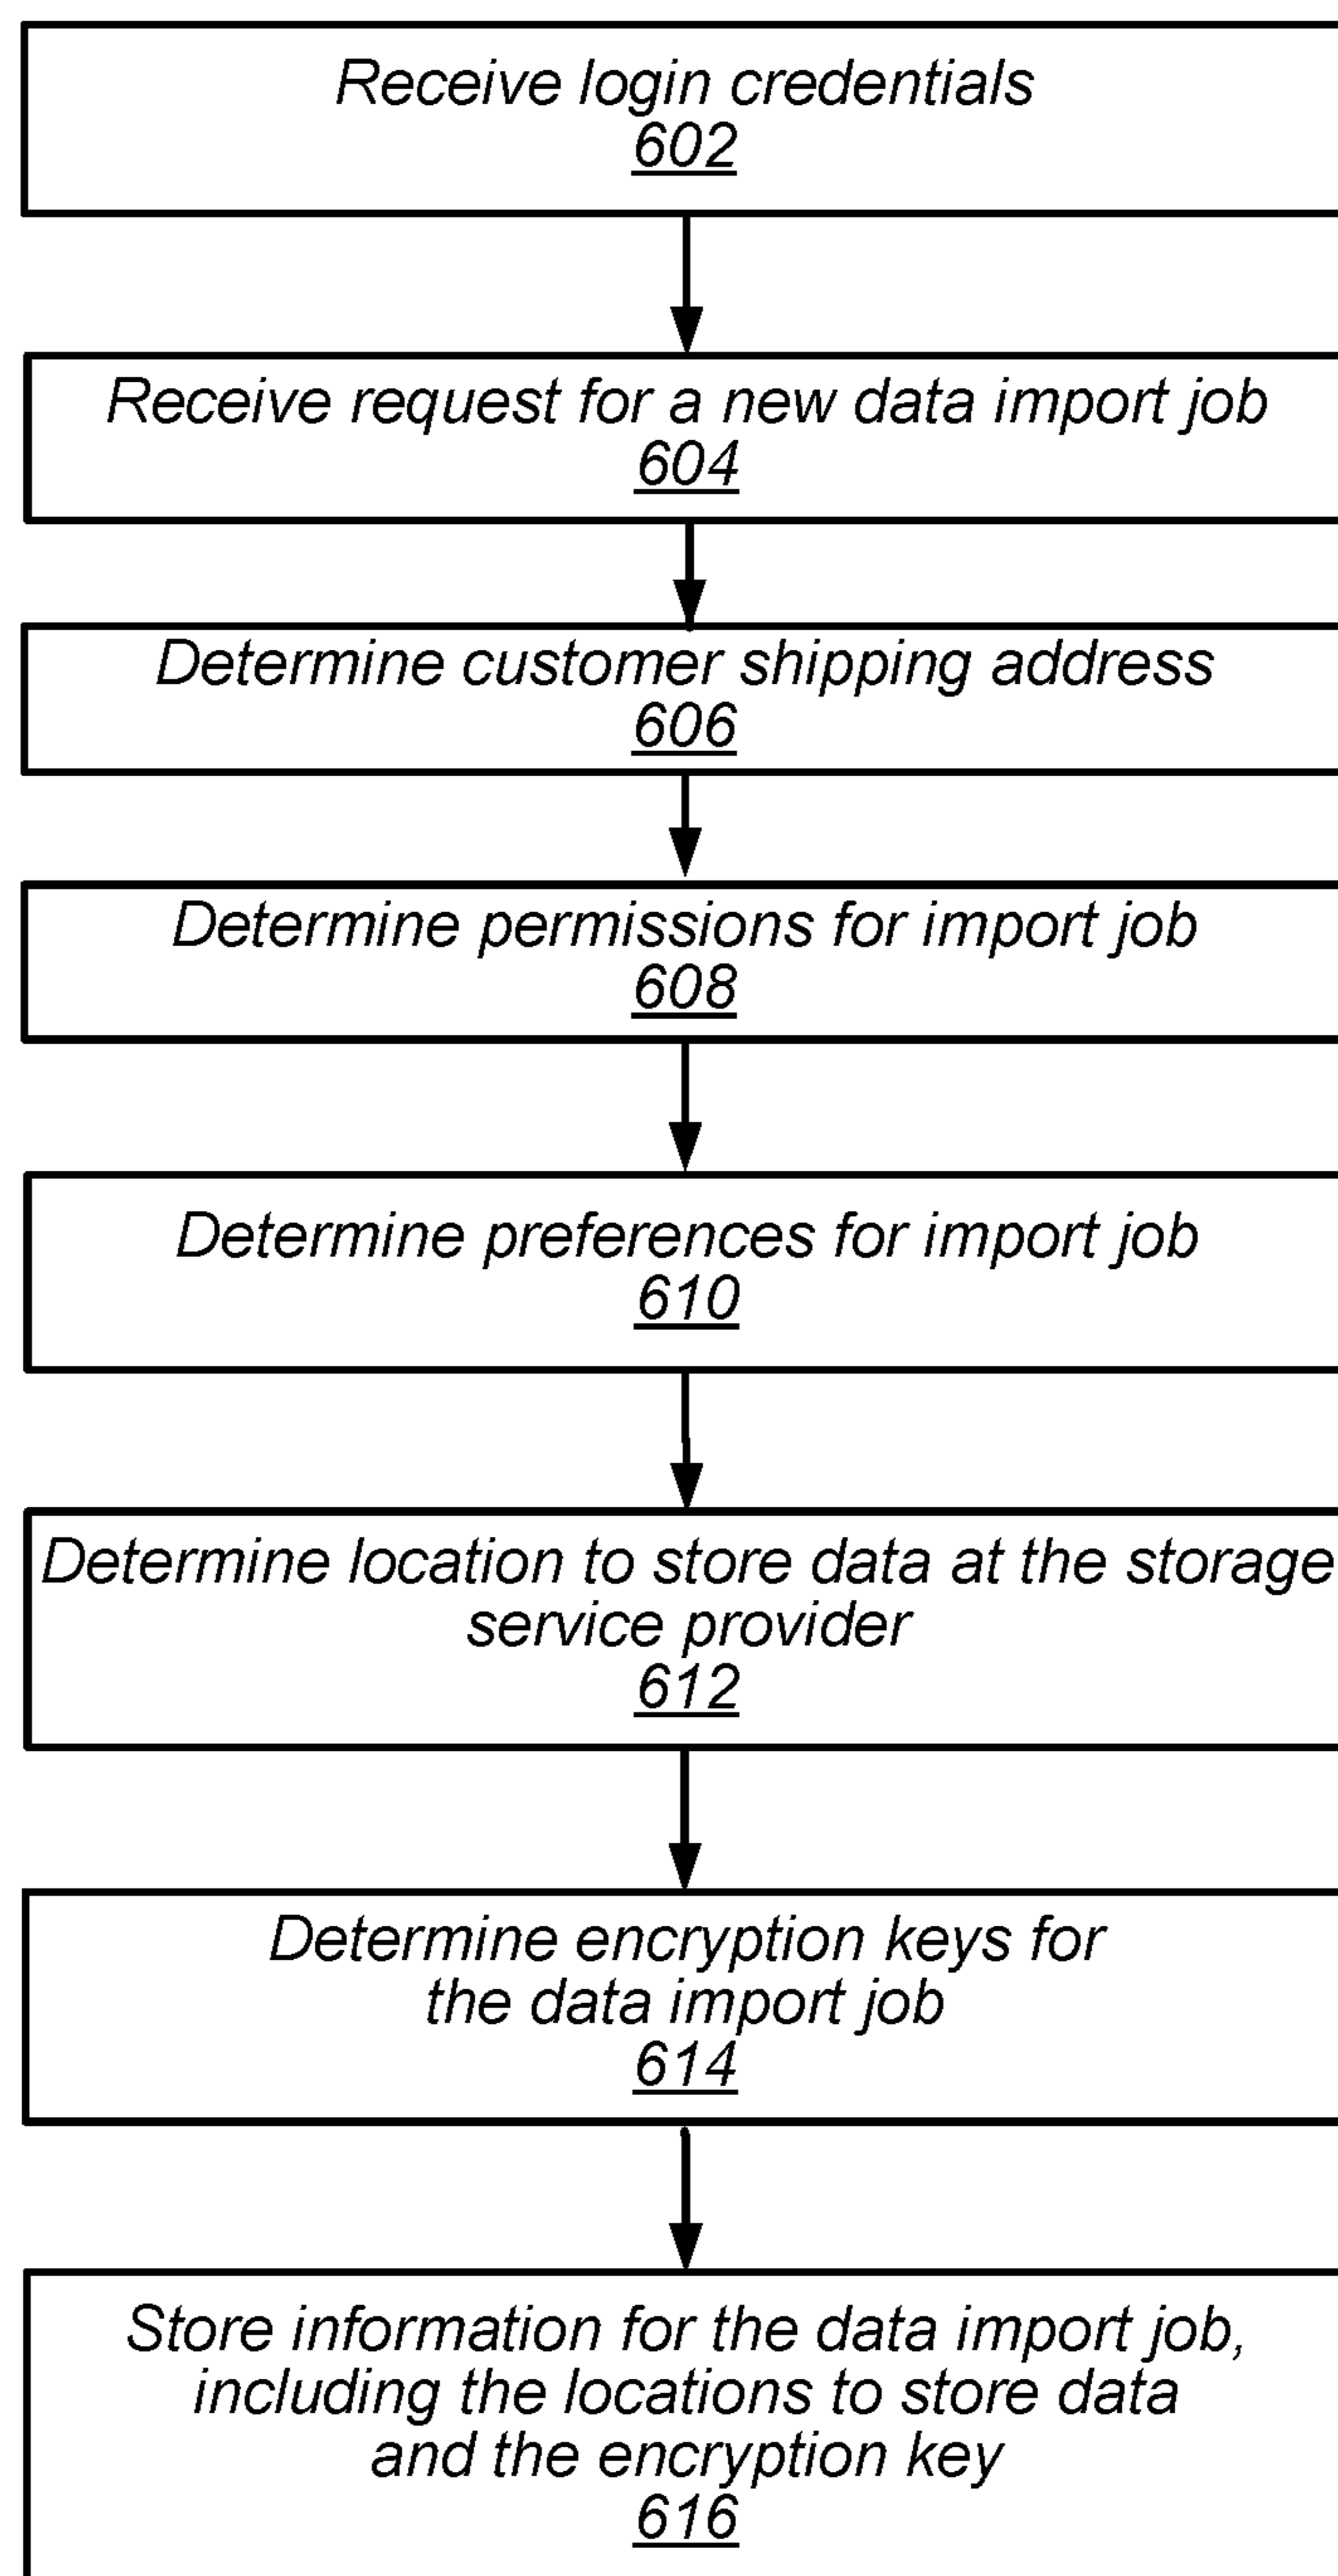 Receive login credentials
602
Receive request for a new data import job
604
Determine customer shipping address
606
Determine permissions for import job
608
Determine preferences for import job
610
Determine location to store data at the storage
service provider
612
Determine encryption keys for
the data import job
614
Store information for the data import job,
including the locations to store data
and the encryption key
616